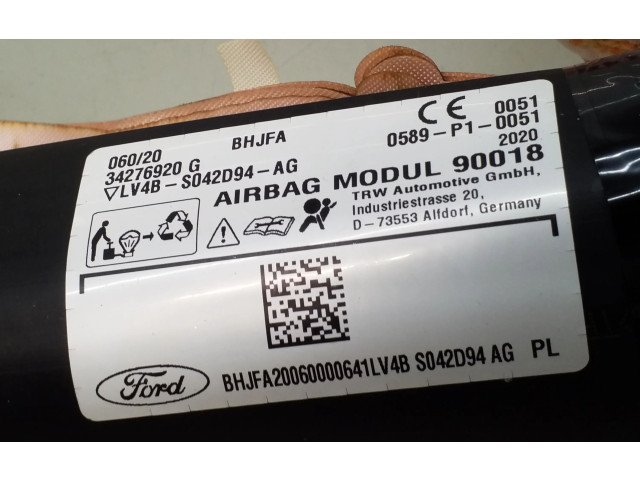 060/20 BHJFA CE 0051
34276920 G 0589-P1-0051
▽LV4B-S042D94-AG 2020
AIRBAG MODUL 90018
TRW Automotive GmbH,
Industriestrasse 20,
D-73553 Alfdorf, Germany
Ford
BHJFA20060000641LV4B S042D94 AG PL